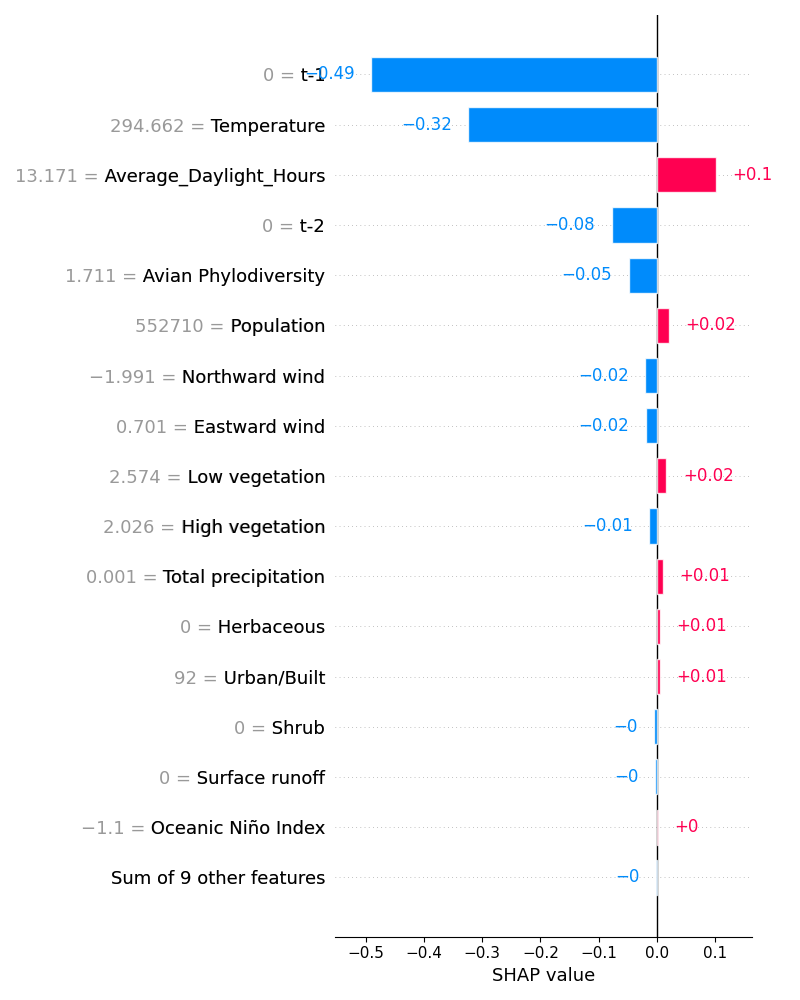 0 = t-1 −0.49
294.662 = Temperature −0.32
13.171 = Average_Daylight_Hours +0.1
0 = t-2 −0.08
1.711 = Avian Phylodiversity −0.05
552710 = Population +0.02
−1.991 = Northward wind −0.02
0.701 = Eastward wind −0.02
2.574 = Low vegetation +0.02
2.026 = High vegetation −0.01
0.001 = Total precipitation +0.01
0 = Herbaceous +0.01
92 = Urban/Built +0.01
0 = Shrub −0
0 = Surface runoff −0
−1.1 = Oceanic Niño Index +0
Sum of 9 other features −0
−0.5 −0.4 −0.3 −0.2 −0.1 0.0 0.1
SHAP value